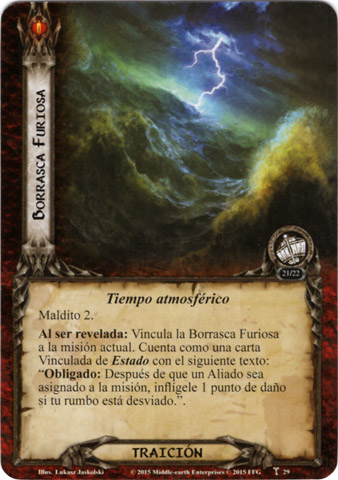 BORRASCA FURIOSA
21/22
Tiempo atmosférico
Maldito 2.
Al ser revelada: Vincula la Borrasca Furiosa
a la misión actual. Cuenta como una carta
Vinculada de Estado con el siguiente texto:
“Obligado: Después de que un Aliado sea
asignado a la misión, inflígele 1 punto de daño
si tu rumbo está desviado.”.
TRAICIÓN
Illus. Lukasz Jaskolski
© 2015 Middle-earth Enterprises © 2015 FFG
29